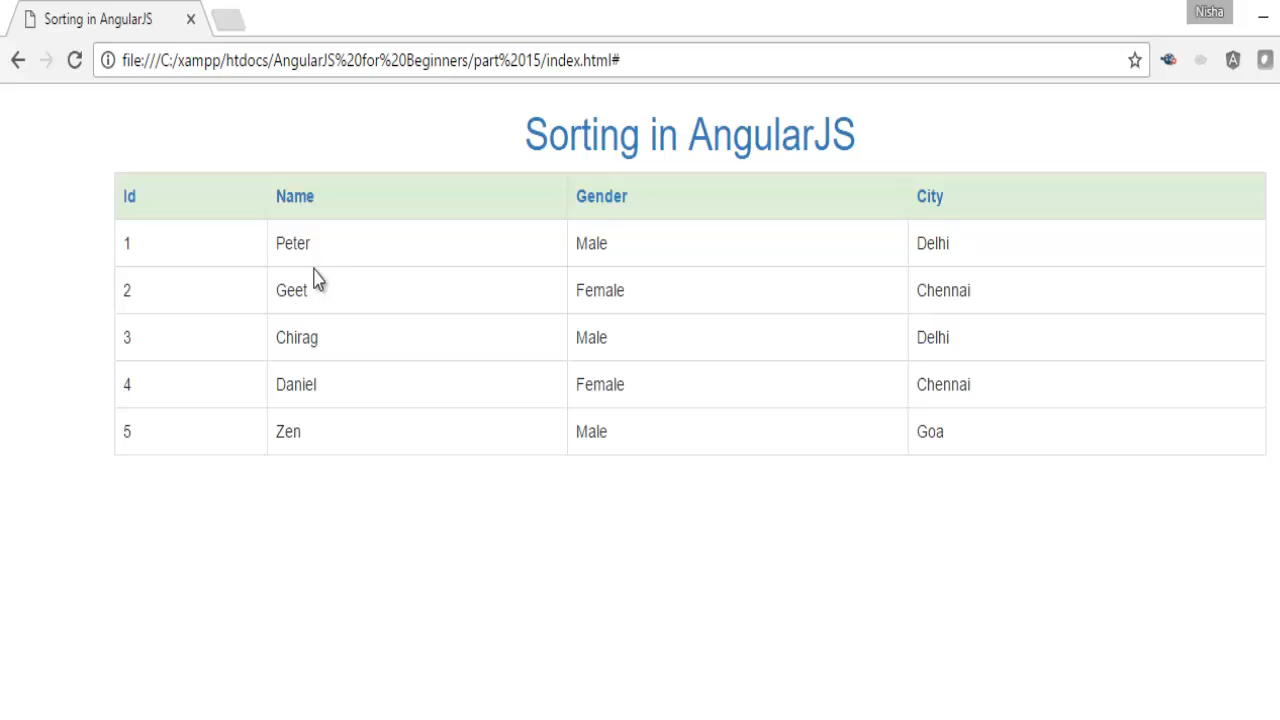 Sorting in AngularJS
Nisha
file:///C:/xampp/htdocs/AngularJS%20for%20Beginners/part%2015/index.html#
Sorting in AngularJS
Id Name Gender City
1 Peter Male Delhi
2 Geet Female Chennai
3 Chirag Male Delhi
4 Daniel Female Chennai
5 Zen Male Goa